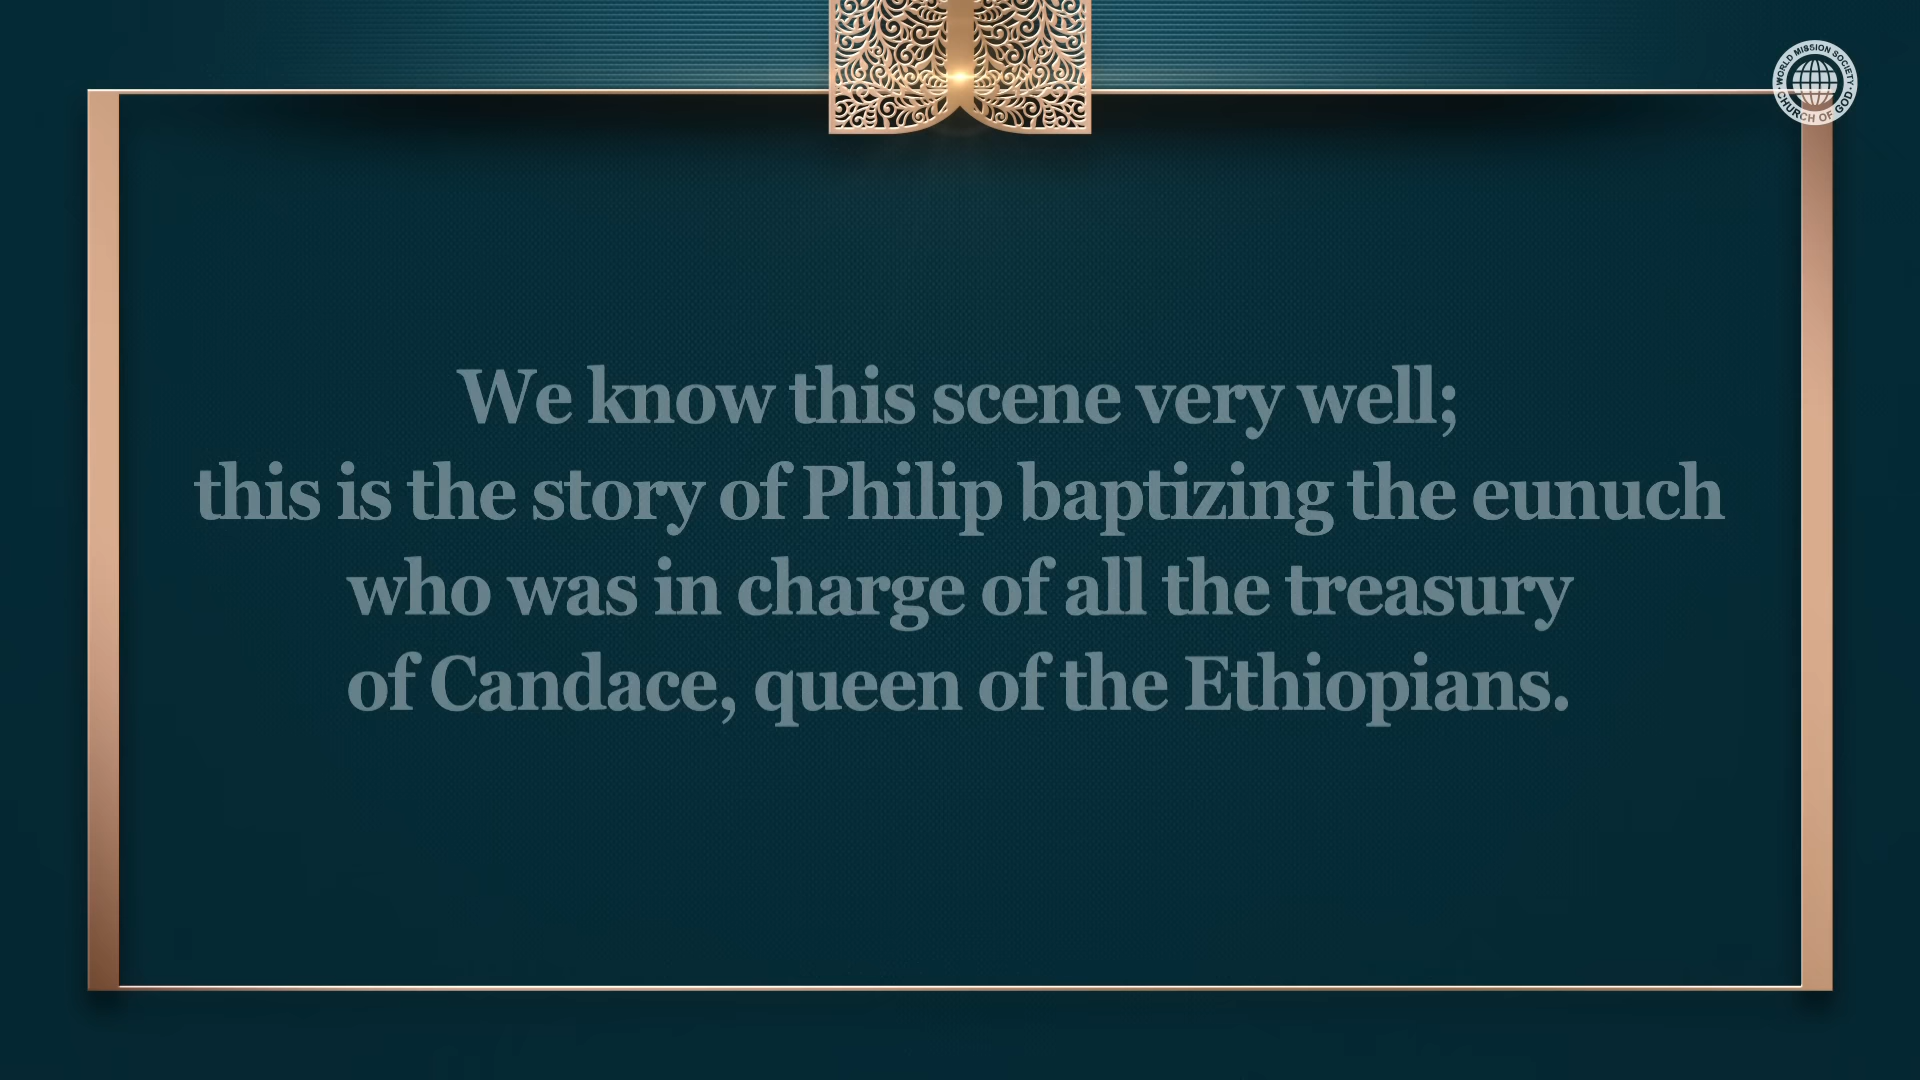 WORLD MISSION SOCIETY
CHURCH OF GOD
We know this scene very well;
this is the story of Philip baptizing the eunuch
who was in charge of all the treasury
of Candace, queen of the Ethiopians.